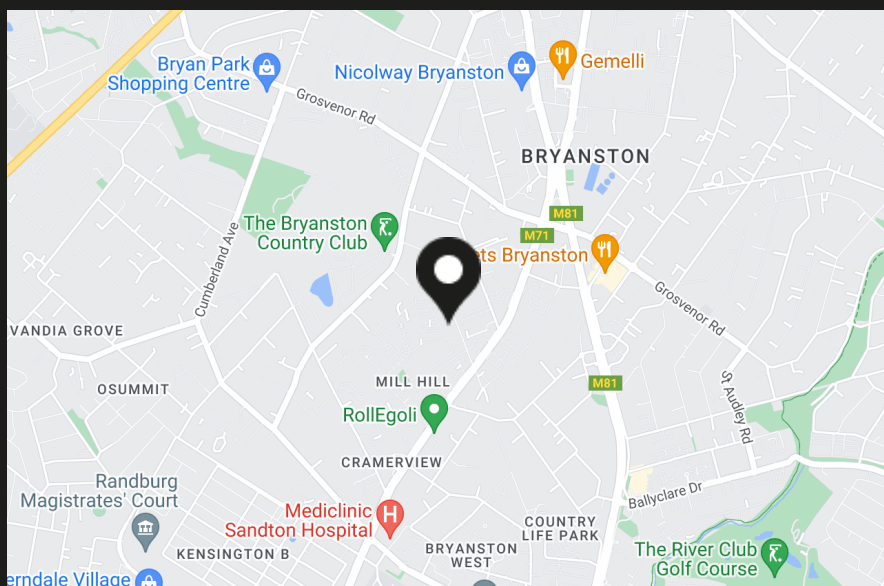 Bryan Park
Shopping Centre
Nicolway Bryanston
Gemelli
Grosvenor Rd
BRYANSTON
M81
M71
The Bryanston
Country Club
Bryanston
Cumberland Ave
Grosvenor Rd
VANDIA GROVE
OSUMMIT
MILL HILL
M81
RollEgoli
St Audley Rd
CRAMERVIEW
Randburg
Magistrates' Court
Ballyclare Dr
Mediclinic
Sandton Hospital
COUNTRY
LIFE PARK
KENSINGTON B
BRYANSTON
WEST
The River Club
Golf Course
Village